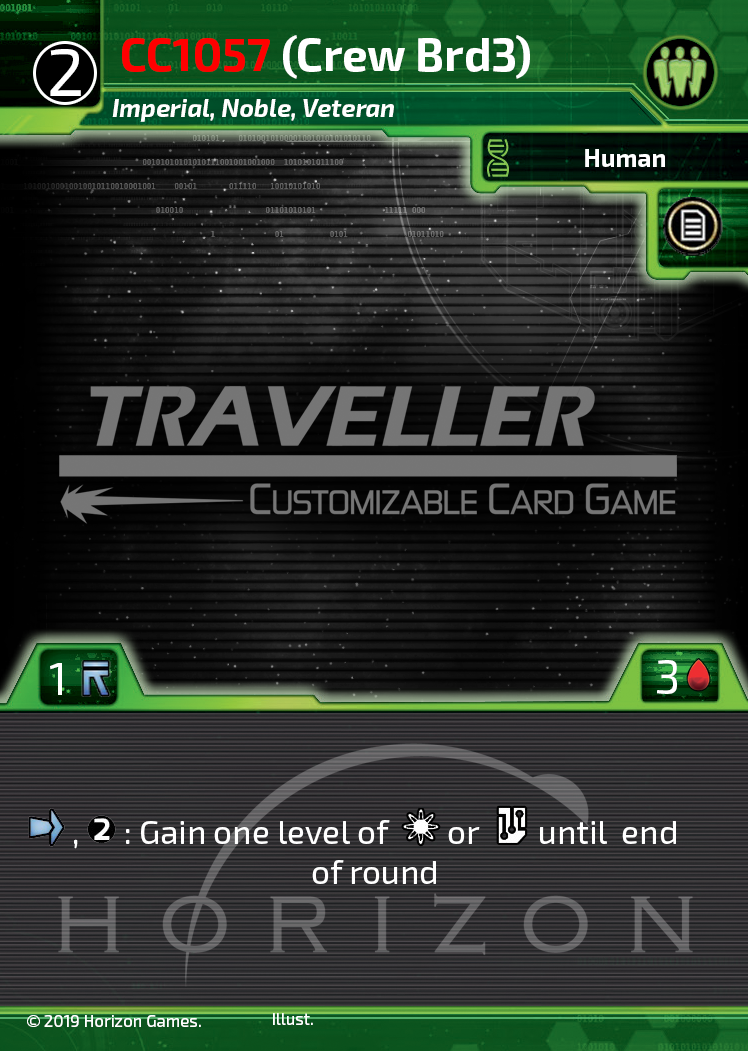 2
CC1057 (Crew Brd3)
Imperial, Noble, Veteran
Human
TRAVELLER
CUSTOMIZABLE CARD GAME
1
3
, 2 : Gain one level of or until end
of round
HORIZON
© 2019 Horizon Games.
Illust.